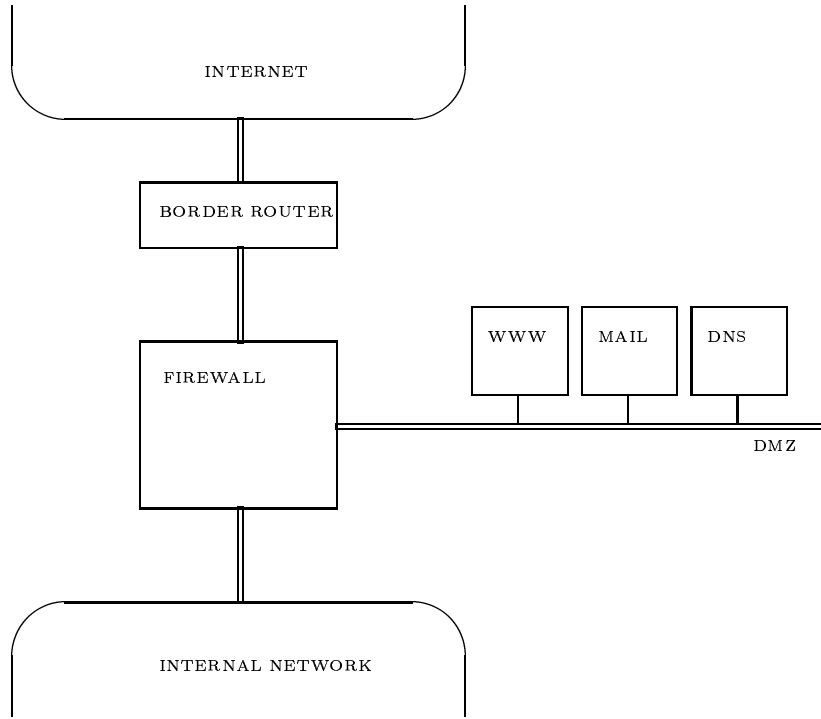 INTERNET
BORDER ROUTER
WWW
MAIL
DNS
FIREWALL
DMZ
INTERNAL NETWORK